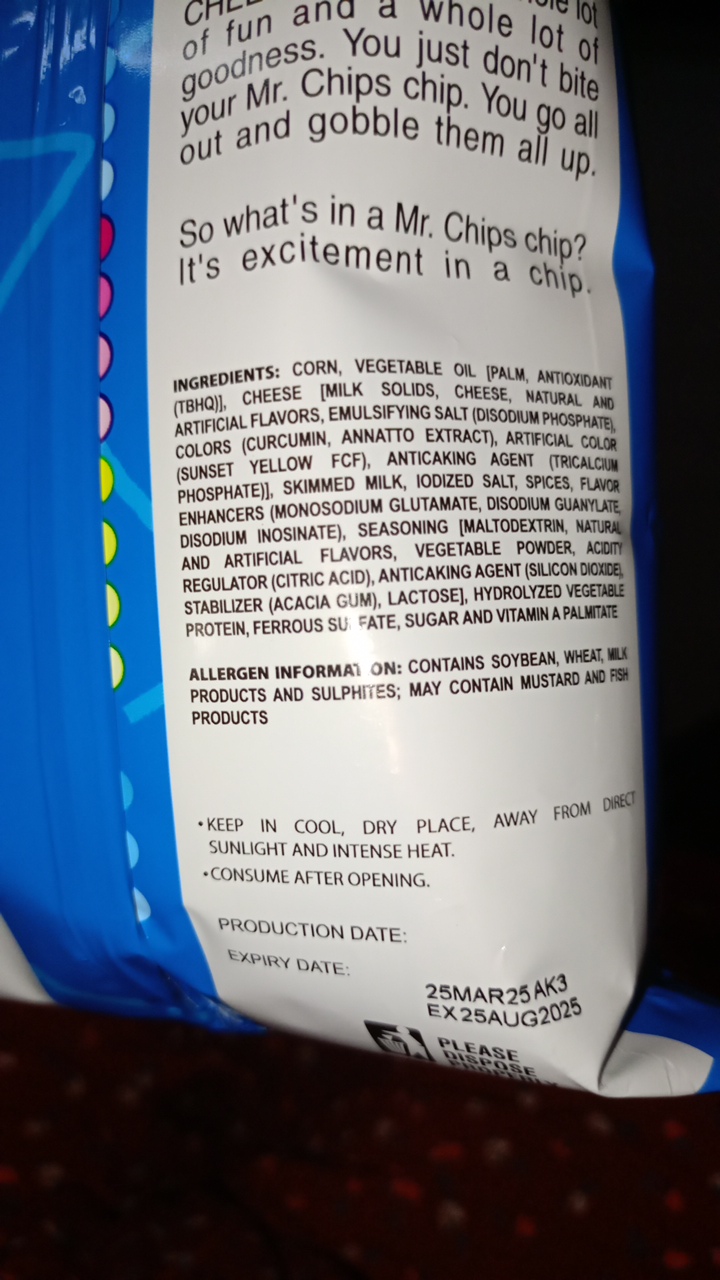 of fun and a whole lot of
goodness. You just don't bite
your Mr. Chips chip. You go all
out and gobble them all up.
So what's in a Mr. Chips chip?
It's excitement in a chip.
INGREDIENTS: CORN, VEGETABLE OIL [PALM, ANTIOXIDANT
(TBHQ)], CHEESE [MILK SOLIDS, CHEESE, NATURAL AND
ARTIFICIAL FLAVORS, EMULSIFYING SALT (DISODIUM PHOSPHATE),
COLORS (CURCUMIN, ANNATTO EXTRACT), ARTIFICIAL COLOR
(SUNSET YELLOW FCF), ANTICAKING AGENT (TRICALCIUM
PHOSPHATE)], SKIMMED MILK, IODIZED SALT, SPICES, FLAVOR
ENHANCERS (MONOSODIUM GLUTAMATE, DISODIUM GUANYLATE,
DISODIUM INOSINATE), SEASONING [MALTODEXTRIN, NATURAL
AND ARTIFICIAL FLAVORS, VEGETABLE POWDER, ACIDITY
REGULATOR (CITRIC ACID), ANTICAKING AGENT (SILICON DIOXIDE),
STABILIZER (ACACIA GUM), LACTOSE], HYDROLYZED VEGETABLE
PROTEIN, FERROUS SULFATE, SUGAR AND VITAMIN A PALMITATE
ALLERGEN INFORMATION: CONTAINS SOYBEAN, WHEAT, MILK
PRODUCTS AND SULPHITES; MAY CONTAIN MUSTARD AND FISH
PRODUCTS
•KEEP IN COOL, DRY PLACE, AWAY FROM DIRECT
SUNLIGHT AND INTENSE HEAT.
•CONSUME AFTER OPENING.
PRODUCTION DATE:
EXPIRY DATE:
25MAR25 AK3
EX25AUG2025
PLEASE
DISPOSE
PROPERLY